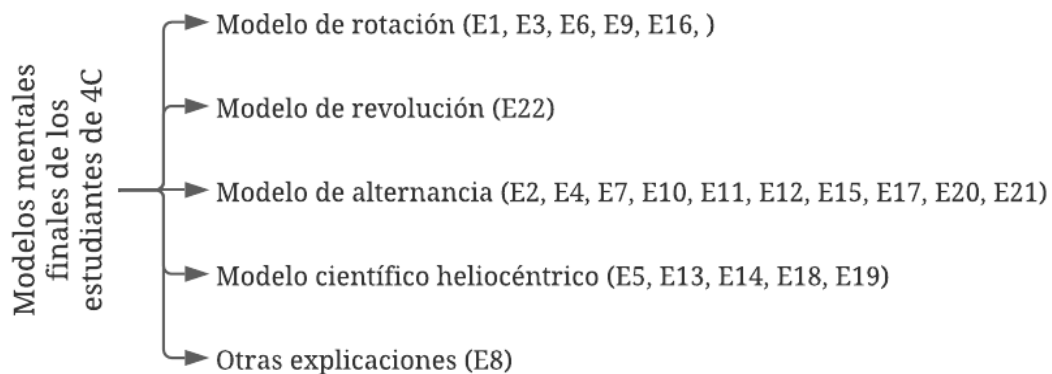 Modelos mentales
finales de los
estudiantes de 4C
Modelo de rotación (E1, E3, E6, E9, E16, )
Modelo de revolución (E22)
Modelo de alternancia (E2, E4, E7, E10, E11, E12, E15, E17, E20, E21)
Modelo científico heliocéntrico (E5, E13, E14, E18, E19)
Otras explicaciones (E8)